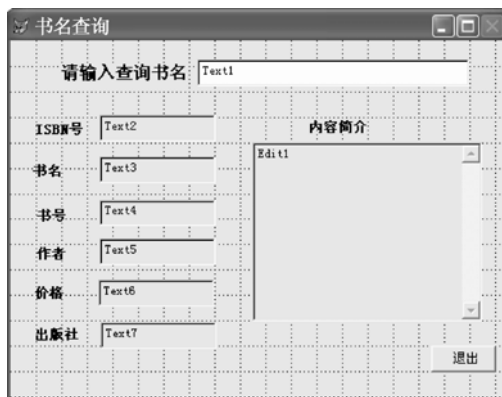 书名查询
请输入查询书名 Text1
ISBN号 Text2
内容简介
Edit1
书名 Text3
书号 Text4
作者 Text5
价格 Text6
出版社 Text7
退出